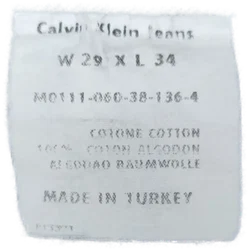 Calvin Klein Jeans
W 29 X L 34
M0111-060-38-136-4
COTONE COTTON
100% COTON ALGODON
ALGODAO BAUMWOLLE
MADE IN TURKEY